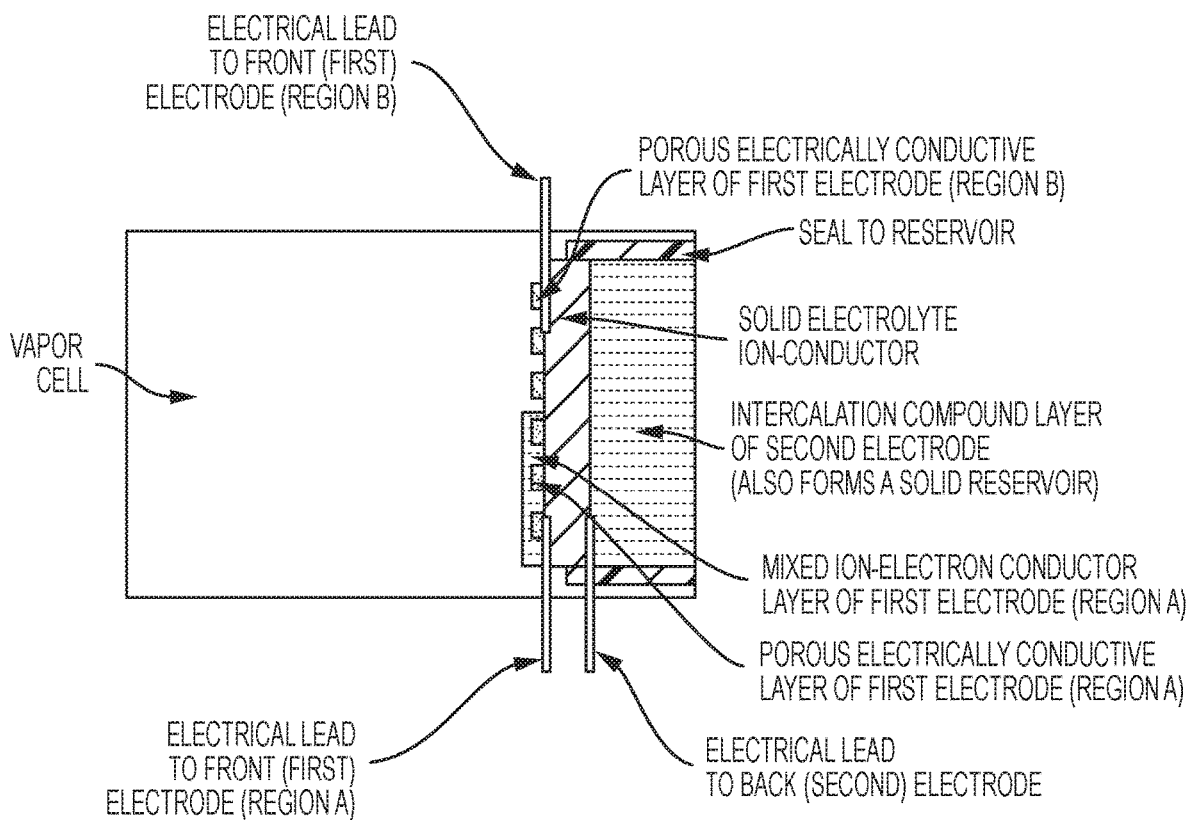 ELECTRICAL LEAD
TO FRONT (FIRST)
ELECTRODE (REGION B)
POROUS ELECTRICALLY CONDUCTIVE
LAYER OF FIRST ELECTRODE (REGION B)
SEAL TO RESERVOIR
SOLID ELECTROLYTE
ION-CONDUCTOR
VAPOR
CELL
INTERCALATION COMPOUND LAYER
OF SECOND ELECTRODE
(ALSO FORMS A SOLID RESERVOIR)
MIXED ION-ELECTRON CONDUCTOR
LAYER OF FIRST ELECTRODE (REGION A)
POROUS ELECTRICALLY CONDUCTIVE
LAYER OF FIRST ELECTRODE (REGION A)
ELECTRICAL LEAD
TO FRONT (FIRST)
ELECTRODE (REGION A)
ELECTRICAL LEAD
TO BACK (SECOND) ELECTRODE